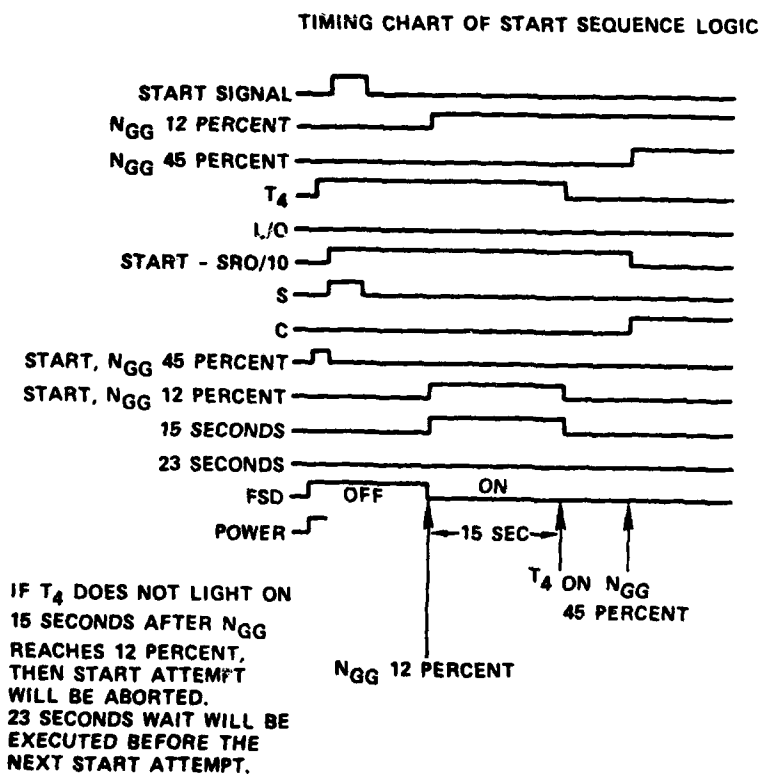 TIMING CHART OF START SEQUENCE LOGIC
START SIGNAL
NGG 12 PERCENT
NGG 45 PERCENT
T4
L/O
START - SRO/10
S
C
START, NGG 45 PERCENT
START, NGG 12 PERCENT
15 SECONDS
23 SECONDS
FSD
OFF
ON
POWER
15 SEC
T4 ON NGG
45 PERCENT
NGG 12 PERCENT
IF T4 DOES NOT LIGHT ON
15 SECONDS AFTER NGG
REACHES 12 PERCENT,
THEN START ATTEMPT
WILL BE ABORTED.
23 SECONDS WAIT WILL BE
EXECUTED BEFORE THE
NEXT START ATTEMPT.